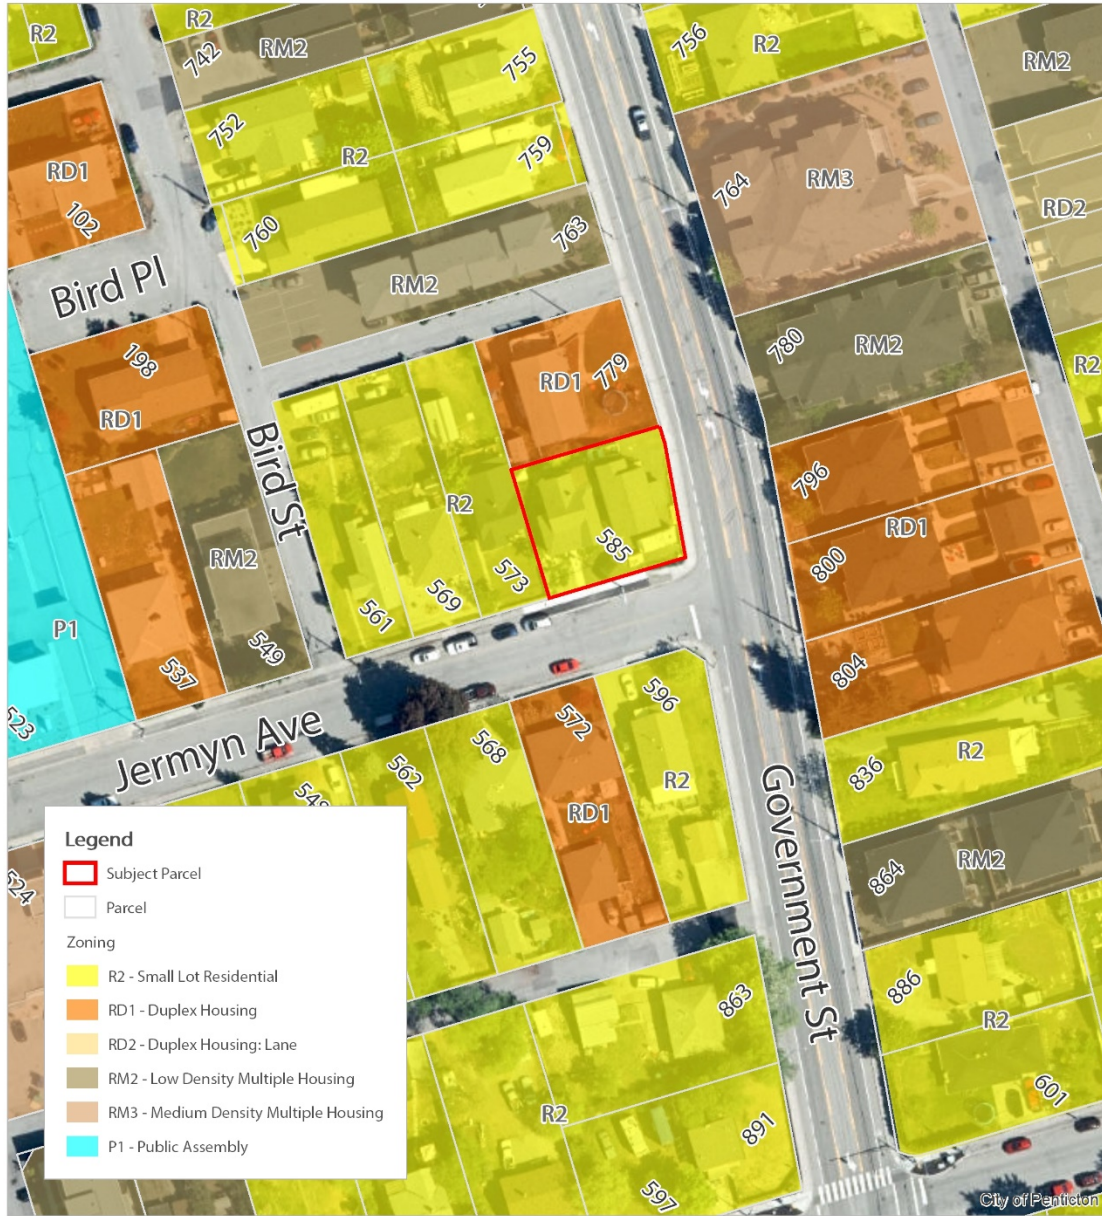 R2
R2
742
RM2
755
756
R2
RM2
752
R2
759
RD1
102
764
RM3
RD2
760
763
RM2
Bird Pl
198
RD1
RD1
779
780
RM2
R2
Bird St
R2
585
573
569
561
RM2
549
537
P1
523
796
RD1
800
804
Jermyn Ave
596
572
568
562
548
R2
RD1
836
R2
Government St
864
RM2
524
863
886
R2
R2
891
597
601
Legend
Subject Parcel
Parcel
Zoning
R2 - Small Lot Residential
RD1 - Duplex Housing
RD2 - Duplex Housing: Lane
RM2 - Low Density Multiple Housing
RM3 - Medium Density Multiple Housing
P1 - Public Assembly
City of Penticton